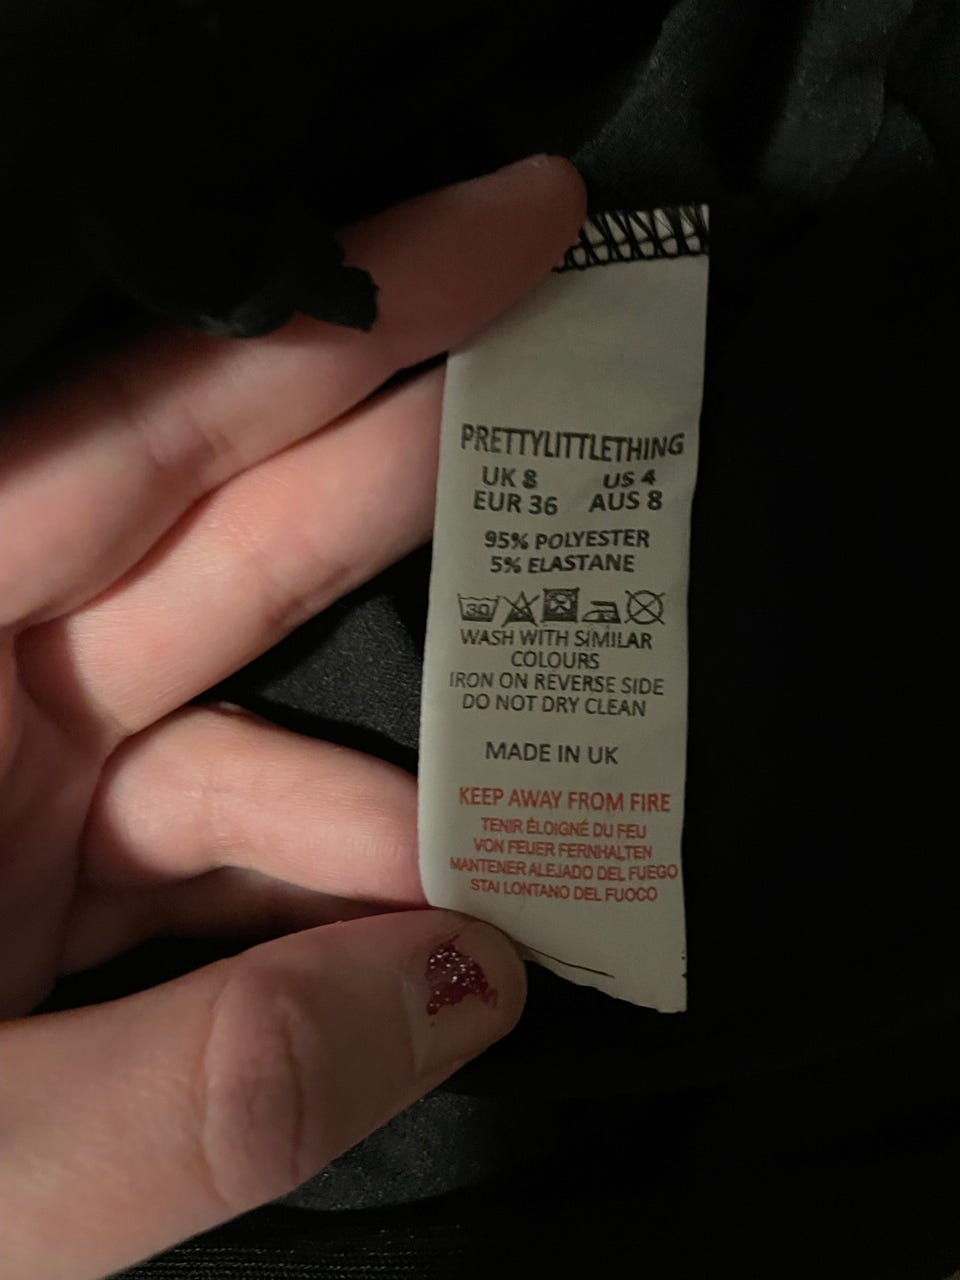 PRETTYLITTLETHING
UK 8 US 4
EUR 36 AUS 8
95% POLYESTER
5% ELASTANE
30
WASH WITH SIMILAR
COLOURS
IRON ON REVERSE SIDE
DO NOT DRY CLEAN
MADE IN UK
KEEP AWAY FROM FIRE
TENIR ÉLOIGNÉ DU FEU
VON FEUER FERNHALTEN
MANTENER ALEJADO DEL FUEGO
STAI LONTANO DEL FUOCO